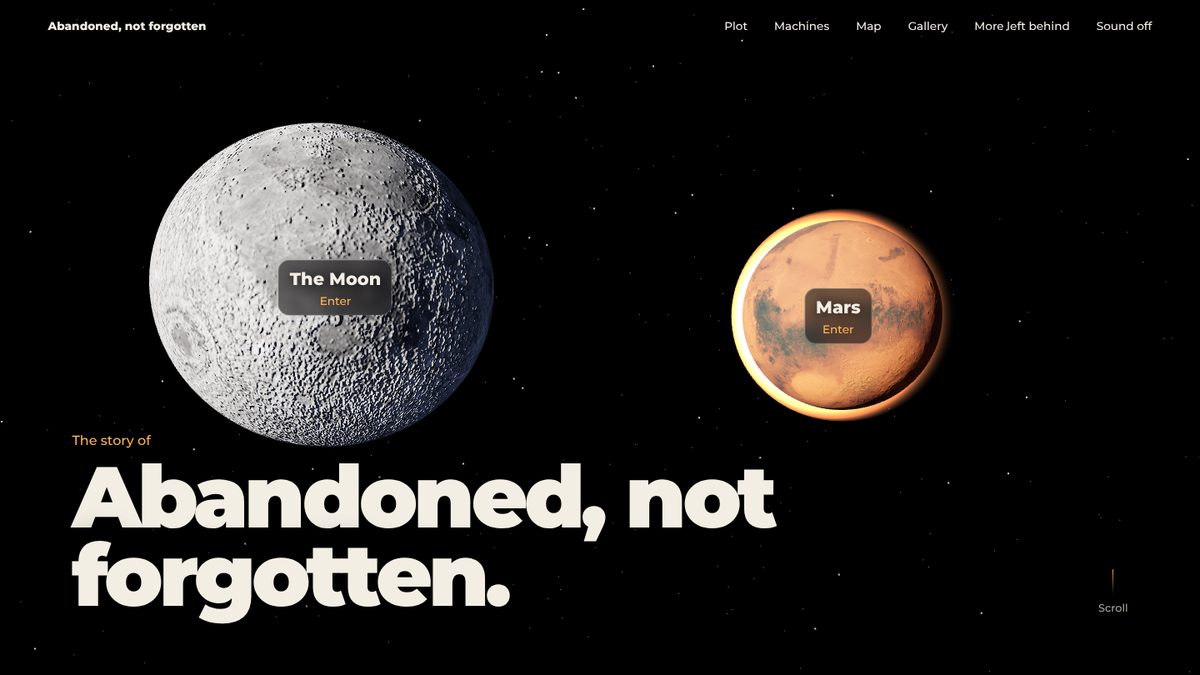 Abandoned, not forgotten
Plot
Machines
Map
Gallery
More left behind
Sound off
The Moon
Enter
Mars
Enter
The story of
Abandoned, not
forgotten.
Scroll